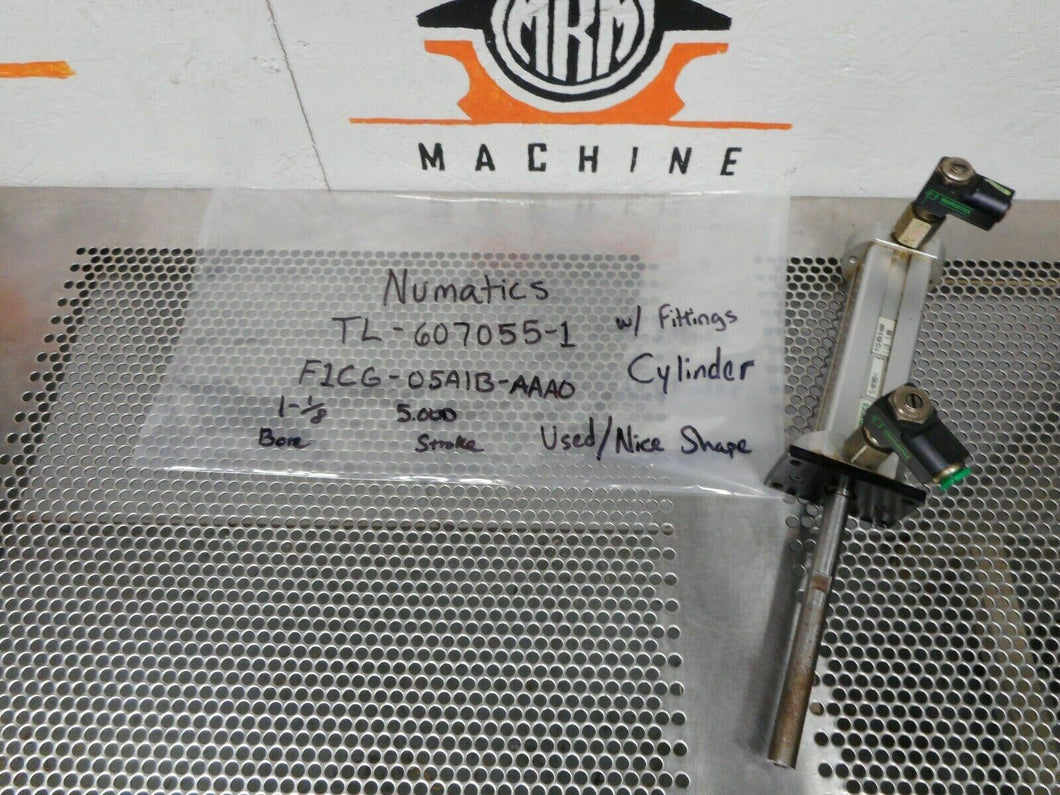 MRM
MACHINE
Numatics
TL-607055-1 w/ Fittings
F1CG-05A1B-AAA0 Cylinder
1-1/8 5.000
Bore Stroke Used/Nice Shape